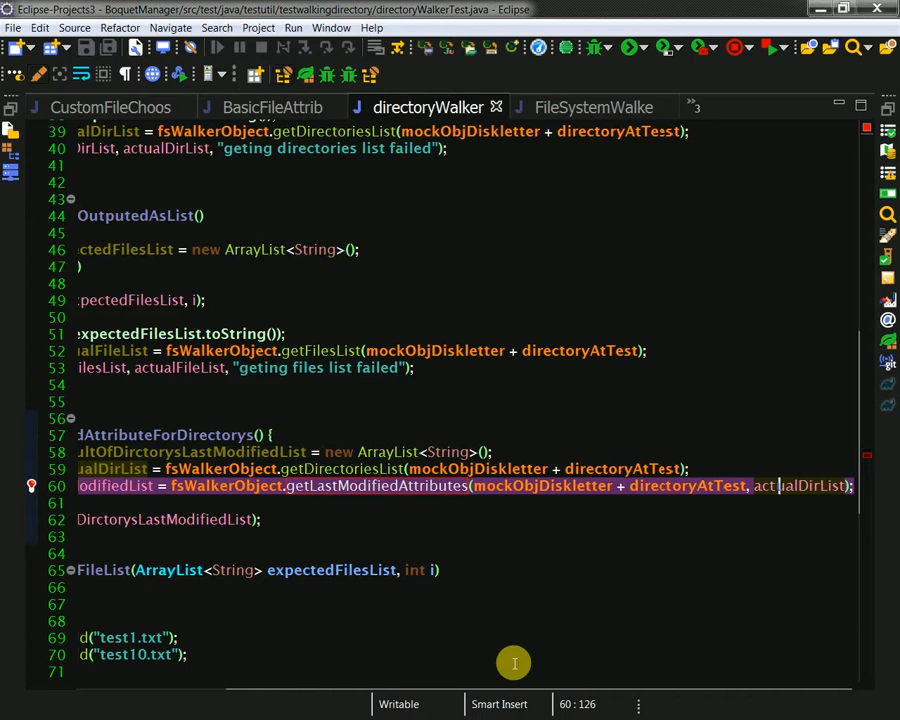 Eclipse-Projects3 - BoquetManager/src/test/java/testutil/testwalkingdirectory/directoryWalkerTest.java - Eclipse
File Edit Source Refactor Navigate Search Project Run Window Help
CustomFileChoos BasicFileAttrib directoryWalker FileSystemWalke »3
39 ualDirList = fsWalkerObject.getDirectoriesList(mockObjDiskletter + directoryAtTeest);
40 DirList, actualDirList, "geting directories list failed");
41
42
43
44 OutputedAsList()
46 ectedFilesList = new ArrayList<String>();
47 )
48
49 xpectedFilesList, i);
50
51 expectedFilesList.toString());
52 ualFileList = fsWalkerObject.getFilesList(mockObjDiskletter + directoryAtTest);
53 ilesList, actualFileList, "geting files list failed");
54
55
56
57 dAttributeForDirectorys() {
58 ultOfDirctorysLastModifiedList = new ArrayList<String>();
59 ualDirList = fsWalkerObject.getDirectoriesList(mockObjDiskletter + directoryAtTest);
60 odifiedList = fsWalkerObject.getLastModifiedAttributes(mockObjDiskletter + directoryAtTest, actualDirList);
61
62 DirctorysLastModifiedList);
63
64
65 FileList(ArrayList<String> expectedFilesList, int i)
66
67
68
69 d("test1.txt");
70 d("test10.txt");
71
Writable Smart Insert 60 : 126